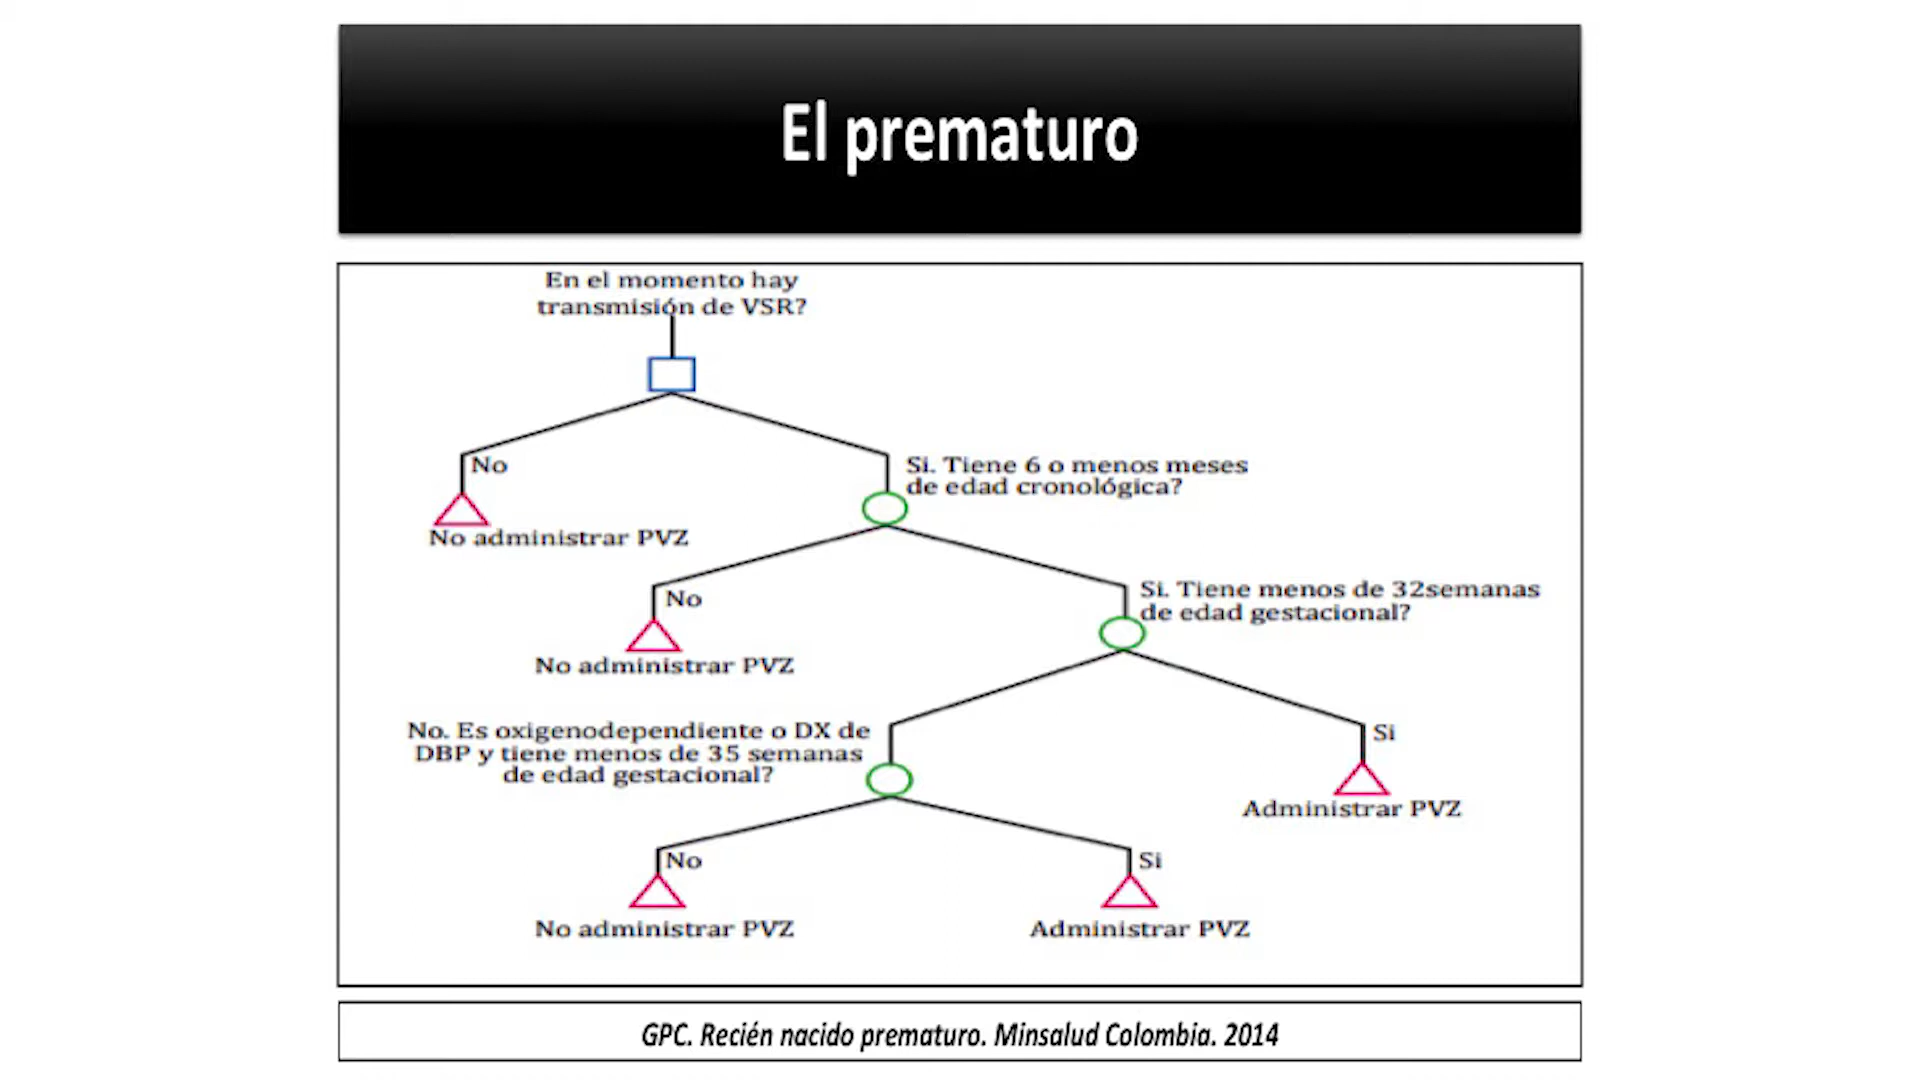 El prematuro
En el momento hay
transmisión de VSR?
No
Si. Tiene 6 o menos meses
de edad cronológica?
No administrar PVZ
No
Si. Tiene menos de 32semanas
de edad gestacional?
No administrar PVZ
No. Es oxigenodependiente o DX de
DBP y tiene menos de 35 semanas
de edad gestacional?
Si
Administrar PVZ
No
Si
No administrar PVZ
Administrar PVZ
GPC. Recién nacido prematuro. Minsalud Colombia. 2014